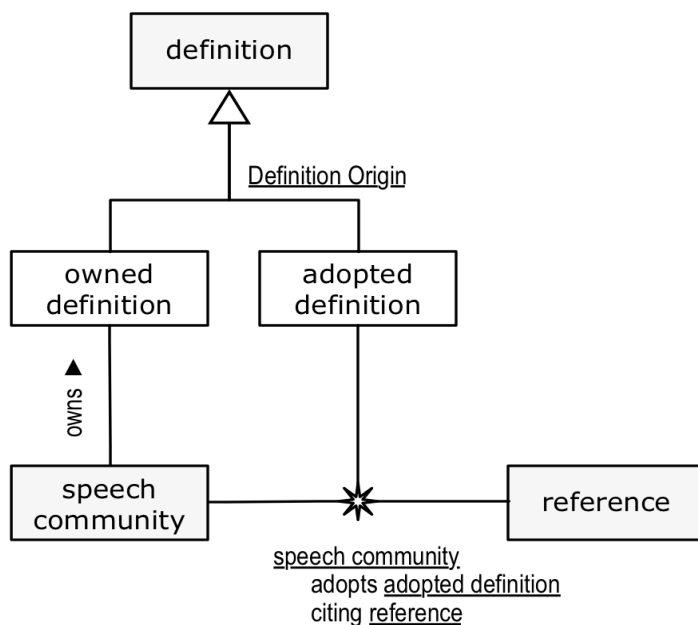 definition
Definition Origin
owned
definition
adopted
definition
owns ▲
speech
community
reference
speech community
adopts adopted definition
citing reference